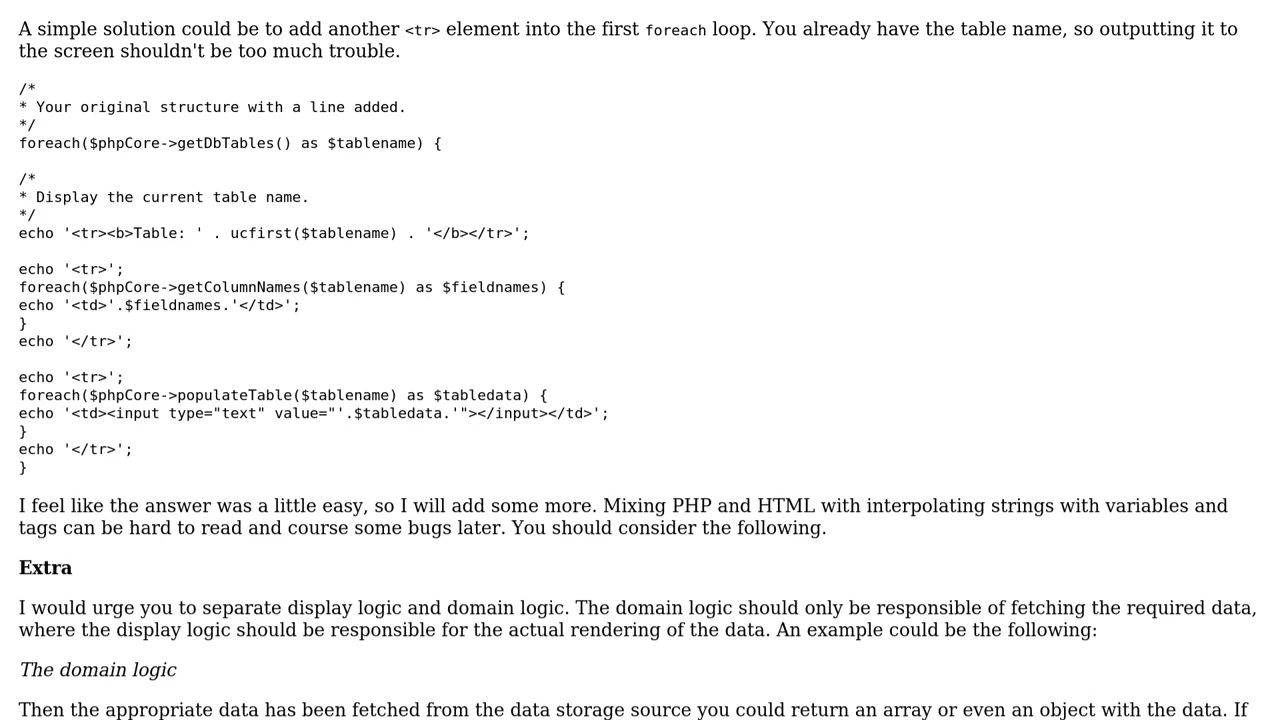 A simple solution could be to add another <tr> element into the first foreach loop. You already have the table name, so outputting it to
the screen shouldn't be too much trouble.
/*
* Your original structure with a line added.
*/
foreach($phpCore->getDbTables() as $tablename) {
/*
* Display the current table name.
*/
echo '<tr><b>Table: ' . ucfirst($tablename) . '</b></tr>';
echo '<tr>';
foreach($phpCore->getColumnNames($tablename) as $fieldnames) {
echo '<td>'.$fieldnames.'</td>';
}
echo '</tr>';
echo '<tr>';
foreach($phpCore->populateTable($tablename) as $tabledata) {
echo '<td><input type="text" value="'.$tabledata.'"></input></td>';
}
echo '</tr>';
}
I feel like the answer was a little easy, so I will add some more. Mixing PHP and HTML with interpolating strings with variables and
tags can be hard to read and course some bugs later. You should consider the following.
Extra
I would urge you to separate display logic and domain logic. The domain logic should only be responsible of fetching the required data,
where the display logic should be responsible for the actual rendering of the data. An example could be the following:
The domain logic
Then the appropriate data has been fetched from the data storage source you could return an array or even an object with the data. If